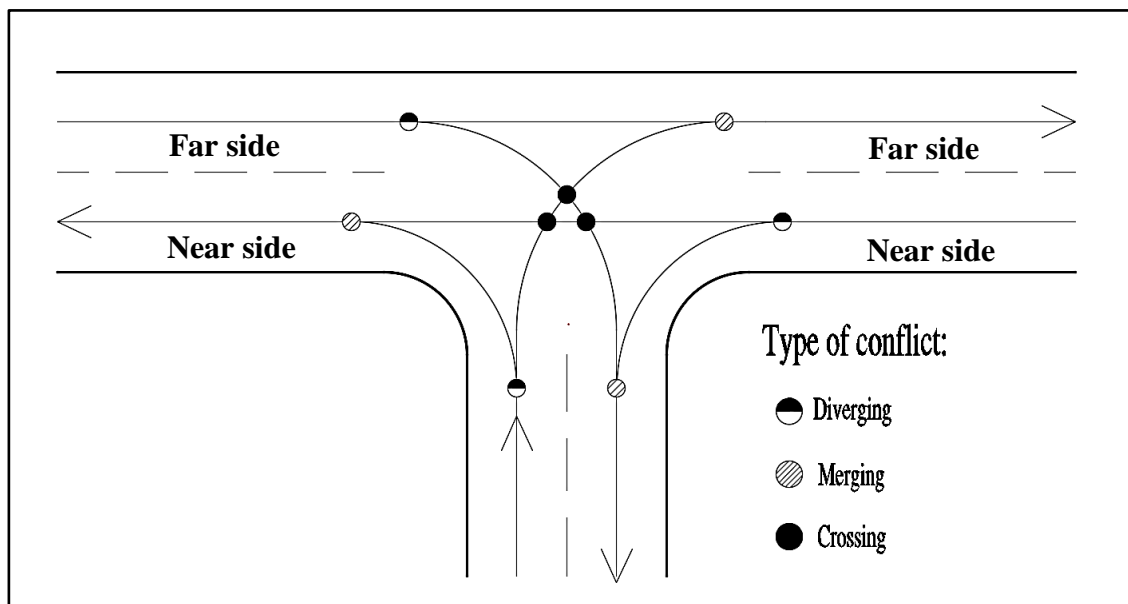 Far side
Far side
Near side
Near side
Type of conflict:
Diverging
Merging
Crossing